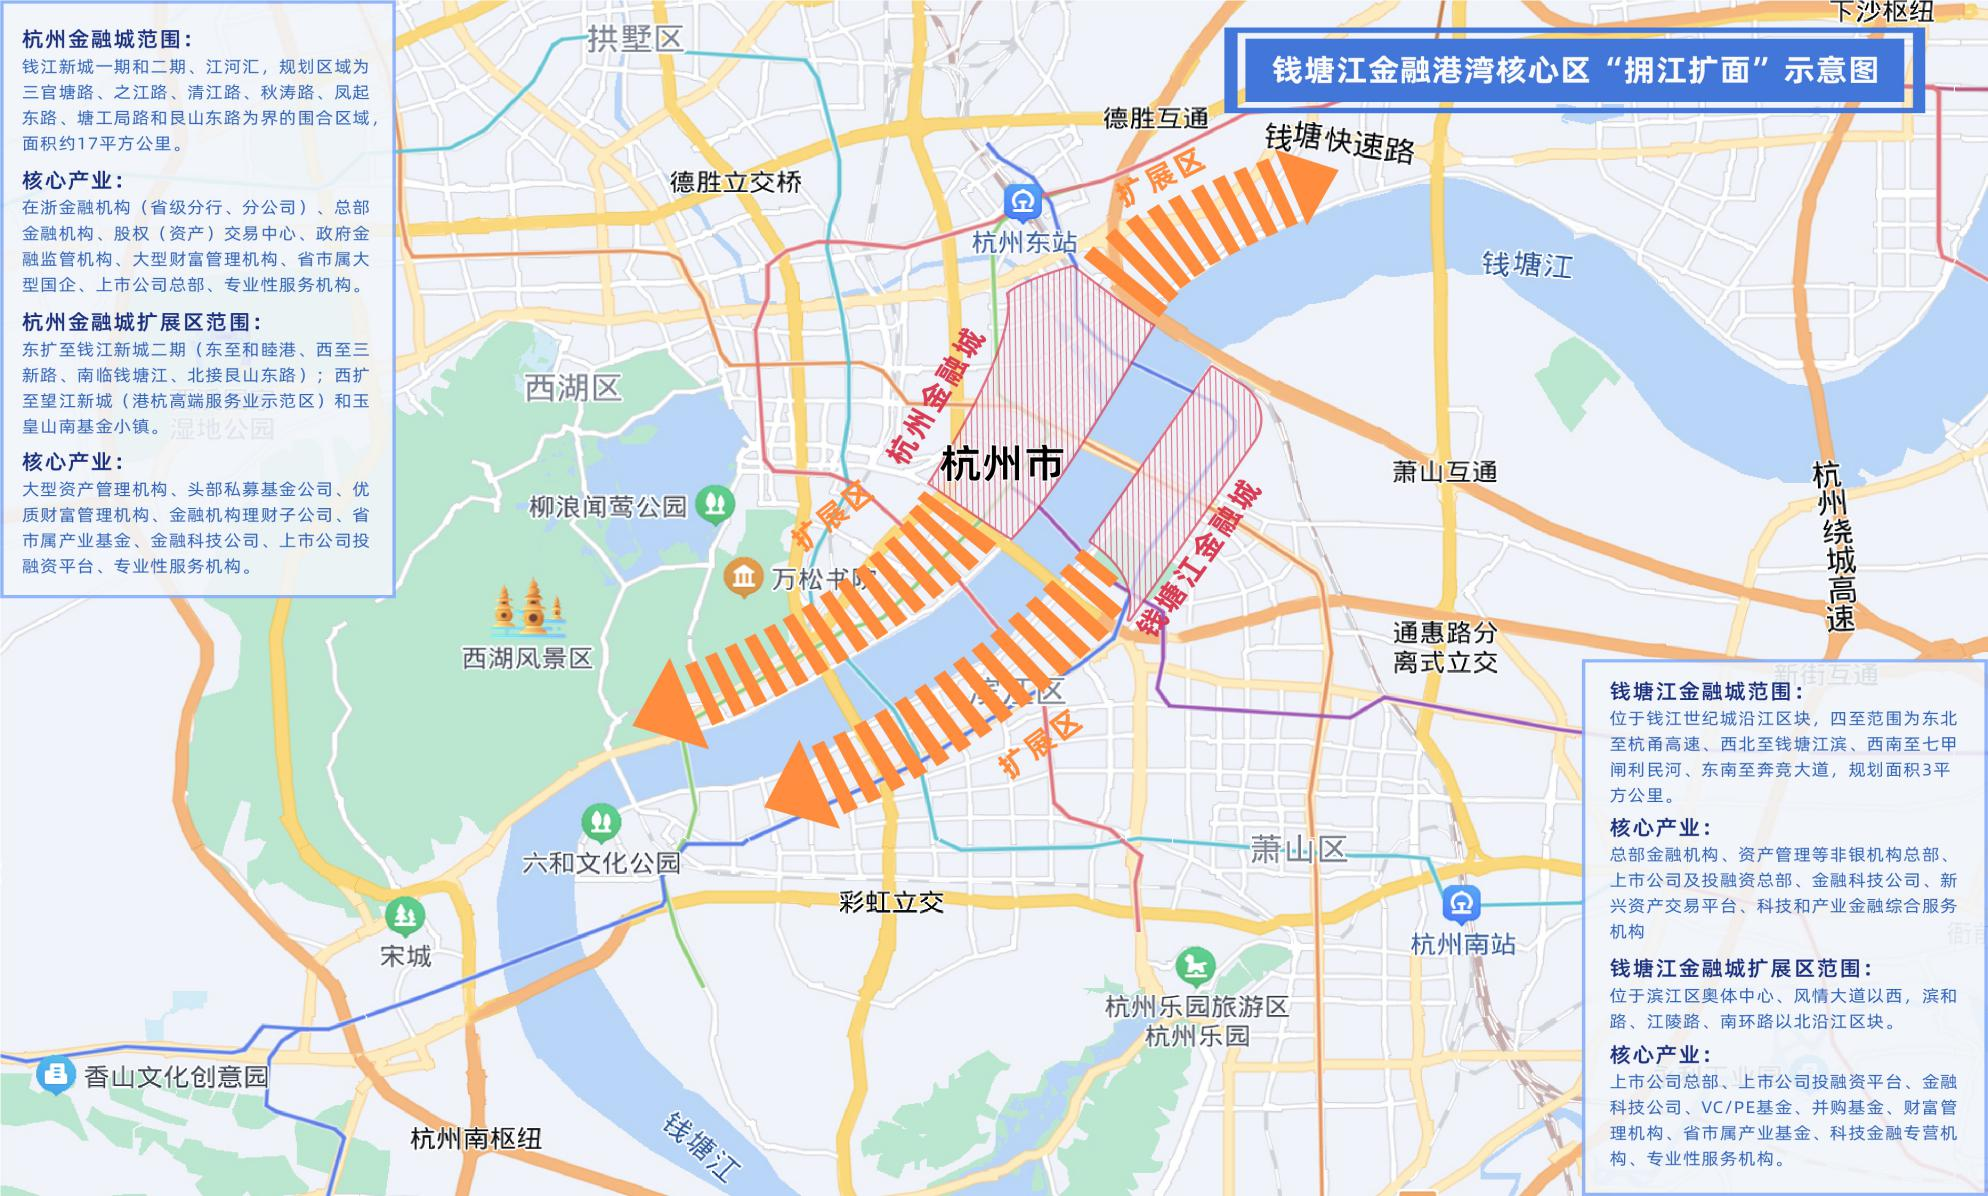 杭州金融城范围：
钱江新城一期和二期、江河汇，规划区域为
三官塘路、之江路、清江路、秋涛路、凤起
东路、塘工局路和艮山东路为界的围合区域，
面积约17平方公里。
核心产业：
在浙金融机构（省级分行、分公司）、总部
金融机构、股权（资产）交易中心、政府金
融监管机构、大型财富管理机构、省市属大
型国企、上市公司总部、专业性服务机构。
杭州金融城扩展区范围：
东扩至钱江新城二期（东至和睦港、西至三
新路、南临钱塘江、北接艮山东路）；西扩
至望江新城（港杭高端服务业示范区）和玉
皇山南基金小镇。
湿地公园
核心产业：
大型资产管理机构、头部私募基金公司、优
质财富管理机构、金融机构理财子公司、省
市属产业基金、金融科技公司、上市公司投
融资平台、专业性服务机构。
下沙枢纽
钱塘江金融港湾核心区“拥江扩面”示意图
拱墅区
德胜互通
钱塘快速路
扩展区
德胜立交桥
杭州东站
钱塘江
杭州金融城
西湖区
杭州市
萧山互通
杭州绕城高速
柳浪闻莺公园
扩展区
钱塘江金融城
万松书院
西湖风景区
通惠路分
离式立交
滨江区
扩展区
六和文化公园
萧山区
彩虹立交
杭州南站
宋城
杭州乐园旅游区
杭州乐园
香山文化创意园
杭州南枢纽
钱塘江
新街互通
钱塘江金融城范围：
位于钱江世纪城沿江区块，四至范围为东北
至杭甬高速、西北至钱塘江滨、西南至七甲
闸利民河、东南至奔竞大道，规划面积3平
方公里。
核心产业：
总部金融机构、资产管理等非银机构总部、
上市公司及投融资总部、金融科技公司、新
兴资产交易平台、科技和产业金融综合服务
机构
钱塘江金融城扩展区范围：
位于滨江区奥体中心、风情大道以西，滨和
路、江陵路、南环路以北沿江区块。
核心产业：
上市公司总部、上市公司投融资平台、金融
科技公司、VC/PE基金、并购基金、财富管
理机构、省市属产业基金、科技金融专营机
构、专业性服务机构。